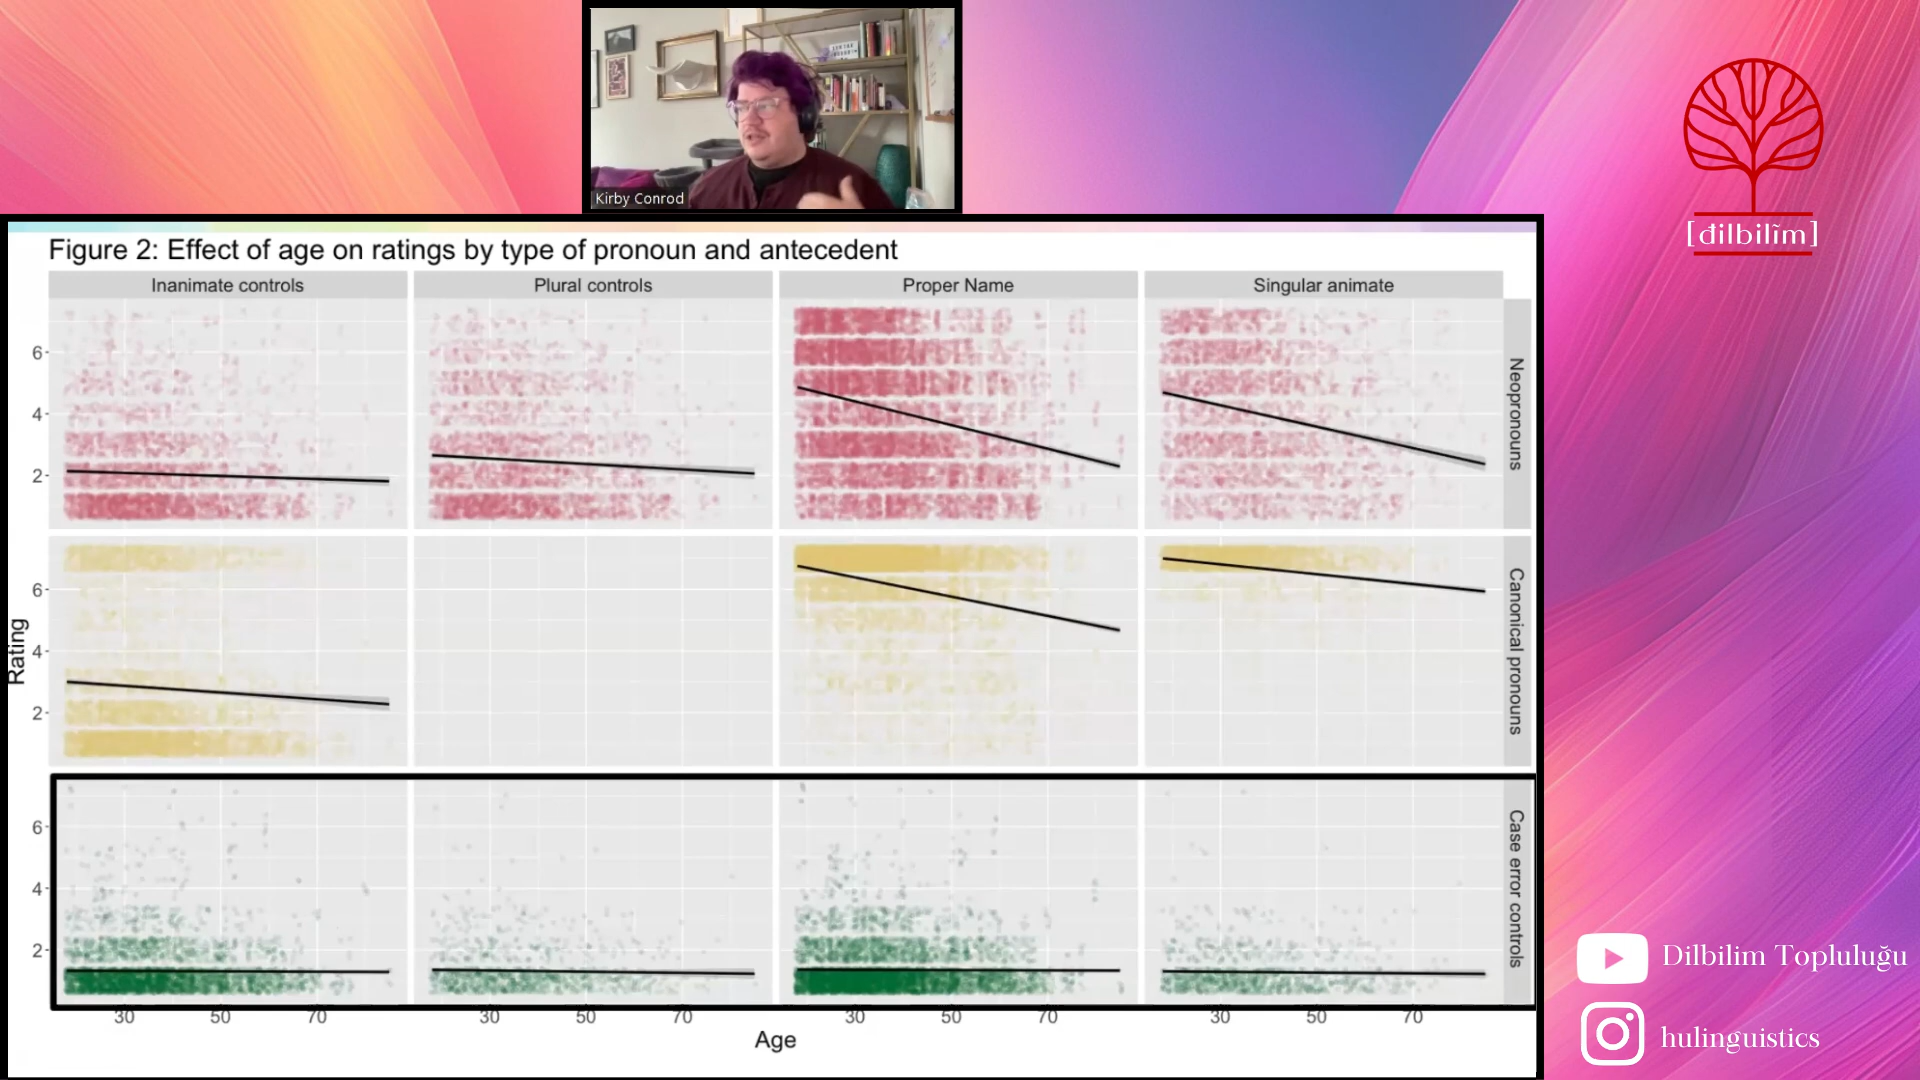 Kirby Conrod
[đilbilĩm]
Figure 2: Effect of age on ratings by type of pronoun and antecedent
Inanimate controls
Plural controls
Proper Name
Singular animate
6
4
2
Neopronouns
6
4
2
Canonical pronouns
Rating
6
4
2
Case error controls
30 50 70
30 50 70
30 50 70
30 50 70
Age
Dilbilim Topluluğu
hulinguistics